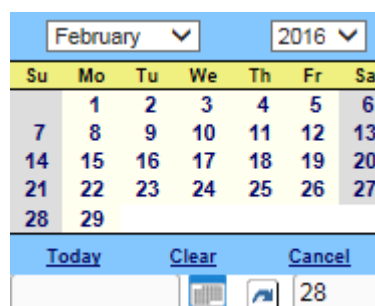 February 2016
Su Mo Tu We Th Fr Sa
1 2 3 4 5 6
7 8 9 10 11 12 13
14 15 16 17 18 19 20
21 22 23 24 25 26 27
28 29
Today Clear Cancel
28